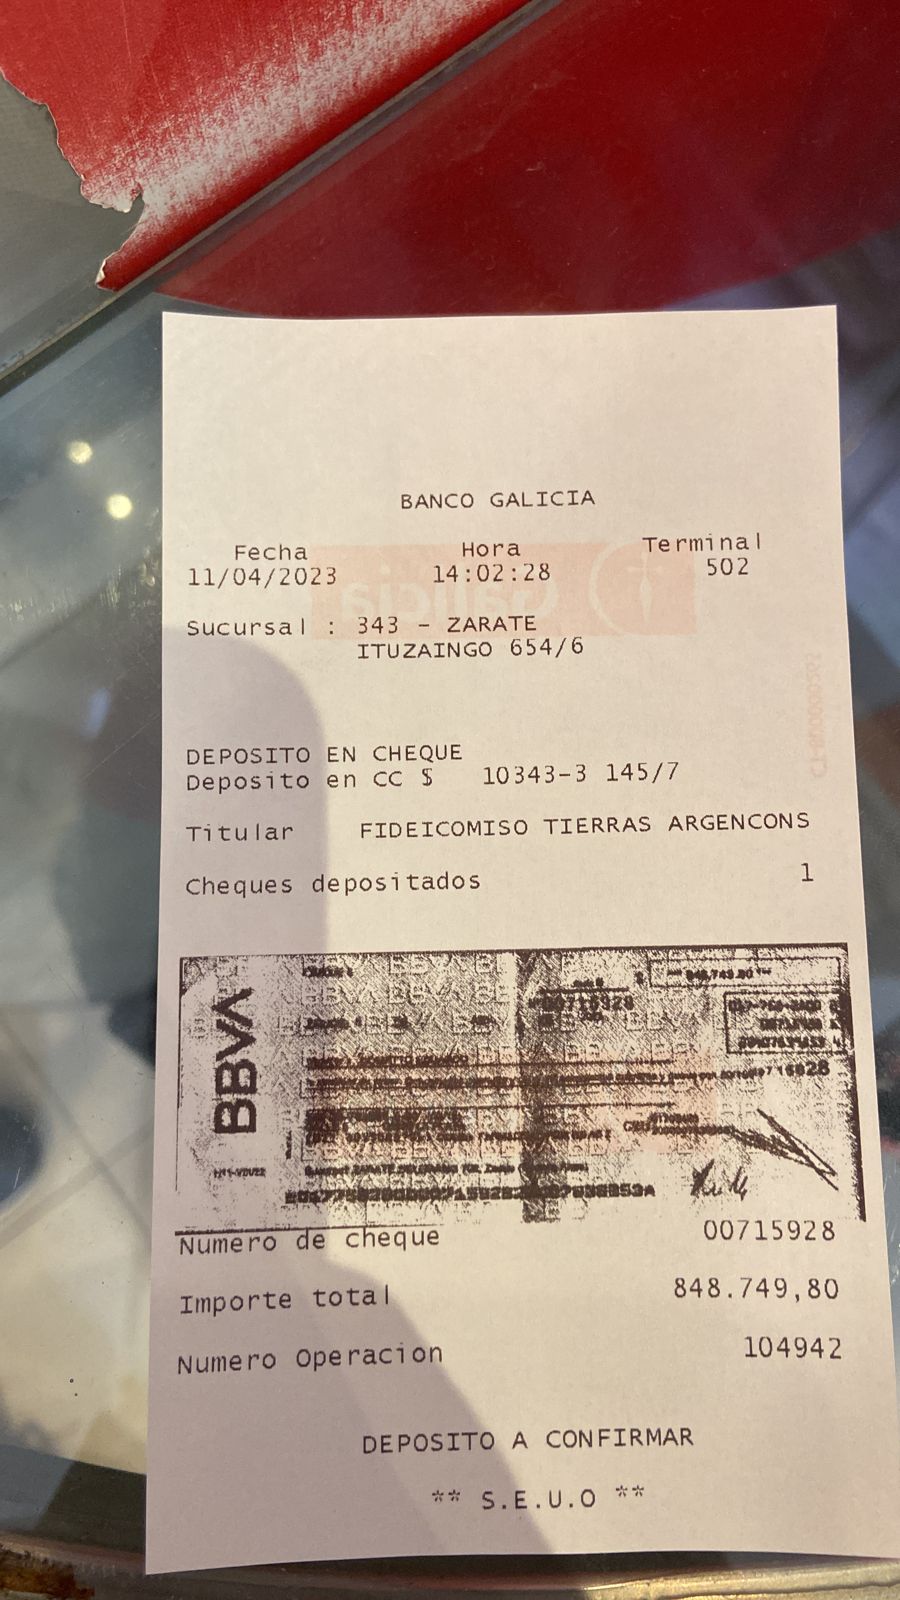 BANCO GALICIA
Fecha Hora Terminal
11/04/2023 14:02:28 502
Sucursal : 343 - ZARATE
ITUZAINGO 654/6
DEPOSITO EN CHEQUE
Deposito en CC $ 10343-3 145/7
Titular FIDEICOMISO TIERRAS ARGENCONS
Cheques depositados 1
BBVA
Numero de cheque 00715928
Importe total 848.749,80
Numero Operacion 104942
DEPOSITO A CONFIRMAR
** S.E.U.O **